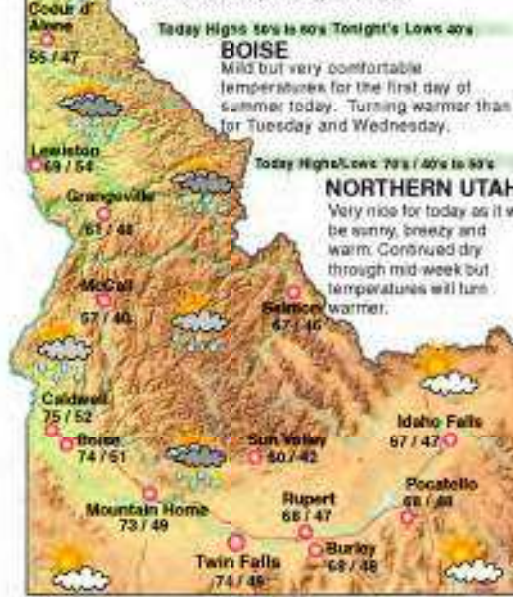 Coeur d'
Alene
55 / 47
Today Highs 50's to 60's Tonight's Lows 40's
BOISE
Mild but very comfortable
temperatures for the first day of
summer today. Turning warmer than
for Tuesday and Wednesday.
Lewiston
69 / 54
Today Highs/Lows 70's / 40's to 50's
NORTHERN UTAH
Very nice for today as it w
be sunny, breezy and
warm. Continued dry
through mid-week but
temperatures will turn
warmer.
Grangeville
61 / 48
McCall
57 / 40
Salmon
67 / 46
Caldwell
75 / 52
Boise
74 / 51
Sun Valley
60 / 42
Idaho Falls
67 / 47
Mountain Home
73 / 49
Rupert
68 / 47
Pocatello
68 / 48
Twin Falls
71 / 49
Burley
68 / 48